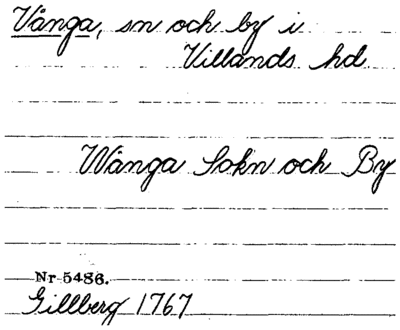 Vånga, sn och by i
Villands hd
Wånga Sokn och By
Nr 5486.
Gillberg 1767